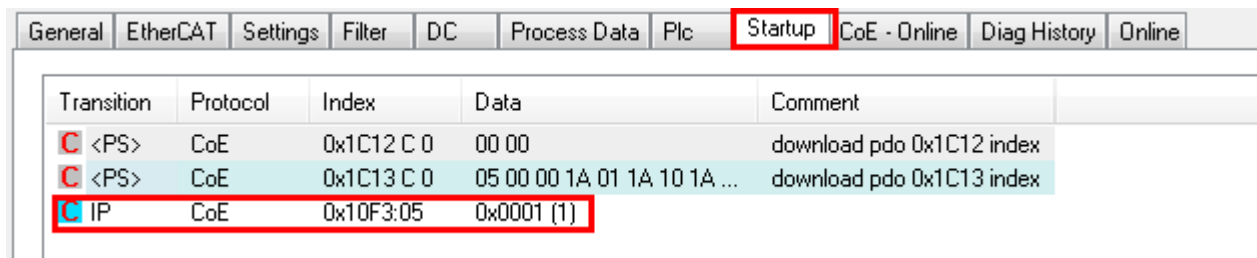 General EtherCAT Settings Filter DC Process Data Plc Startup CoE - Online Diag History Online
Transition Protocol Index Data Comment
C <PS> CoE 0x1C12 C 0 00 00 download pdo 0x1C12 index
C <PS> CoE 0x1C13 C 0 05 00 00 1A 01 1A 10 1A ... download pdo 0x1C13 index
C IP CoE 0x10F3:05 0x0001 (1)